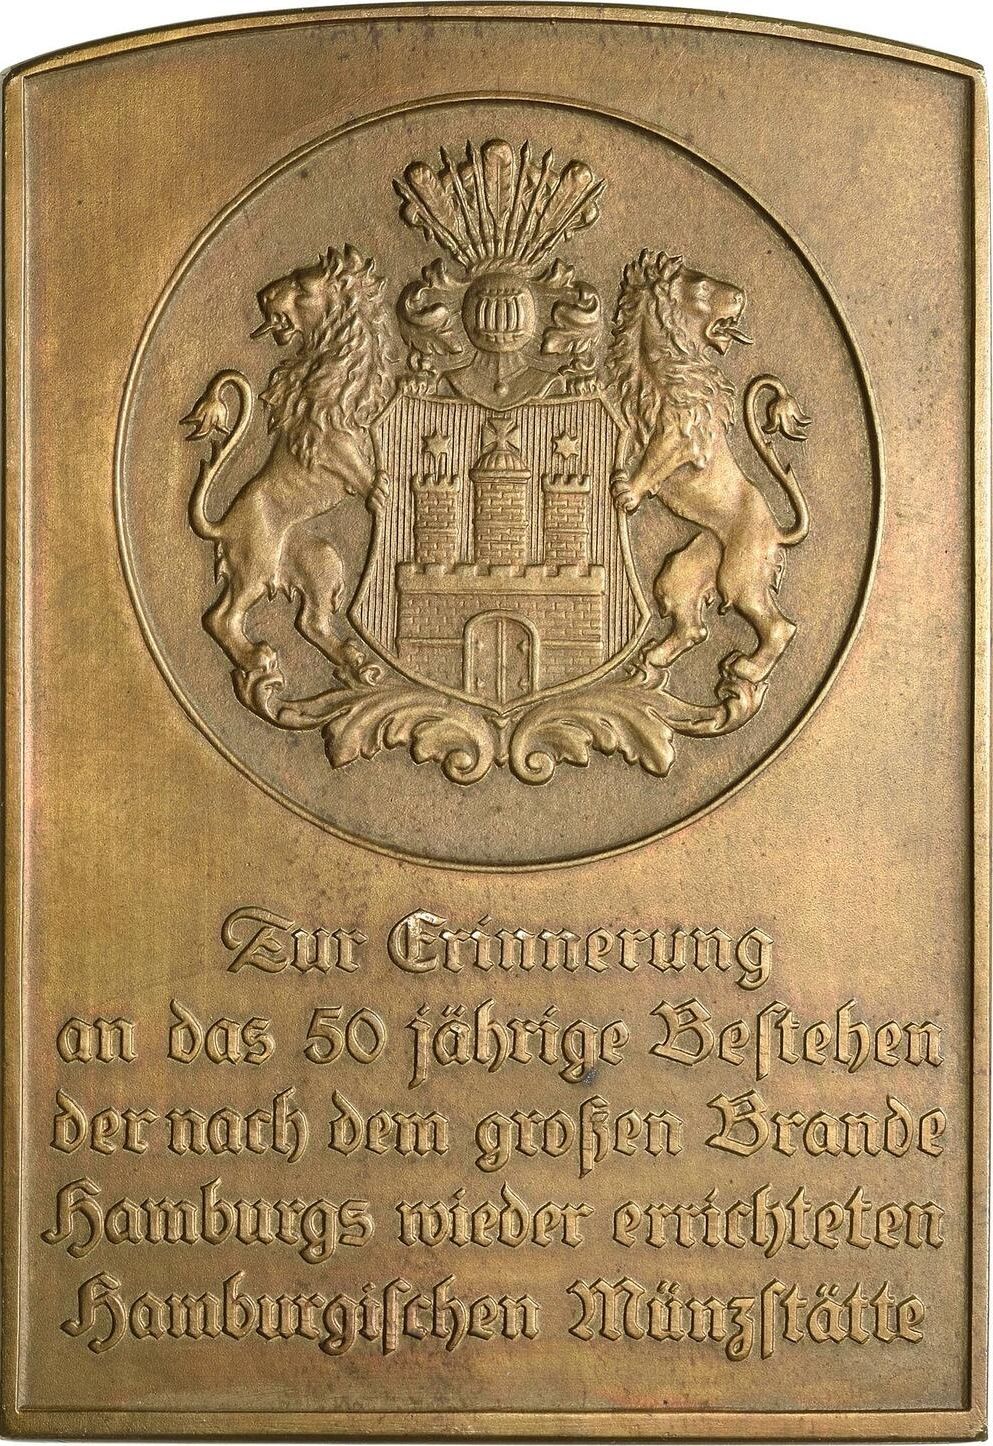 Zur Erinnerung
an das 50 jährige Beſtehen
der nach dem großen Brande
Hamburgs wieder errichteten
Hamburgiſchen Münzſtätte